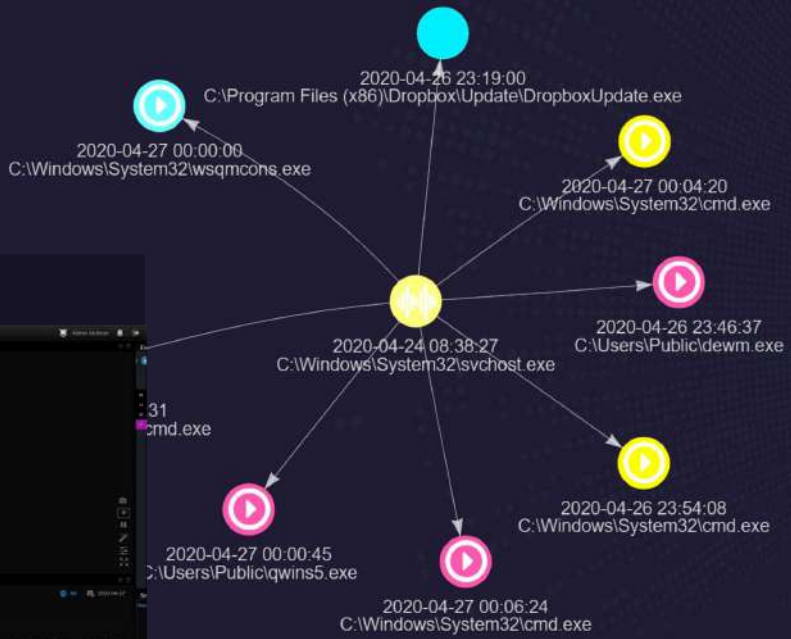 2020-04-26 23:19:00
C:\Program Files (x86)\Dropbox\Update\DropboxUpdate.exe
2020-04-27 00:00:00
C:\Windows\System32\wsqmcons.exe
2020-04-27 00:04:20
C:\Windows\System32\cmd.exe
2020-04-26 23:46:37
C:\Users\Public\dewm.exe
2020-04-24 08:38:27
C:\Windows\System32\svchost.exe
:31
cmd.exe
2020-04-26 23:54:08
C:\Windows\System32\cmd.exe
2020-04-27 00:00:45
C:\Users\Public\qwins5.exe
2020-04-27 00:06:24
C:\Windows\System32\cmd.exe